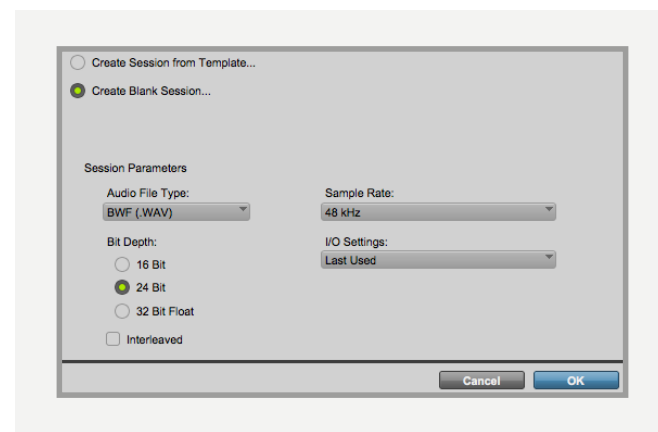 Create Session from Template...
Create Blank Session...
Session Parameters
Audio File Type:
BWF (.WAV)
Sample Rate:
48 kHz
Bit Depth:
16 Bit
24 Bit
32 Bit Float
Interleaved
I/O Settings:
Last Used
Cancel
OK